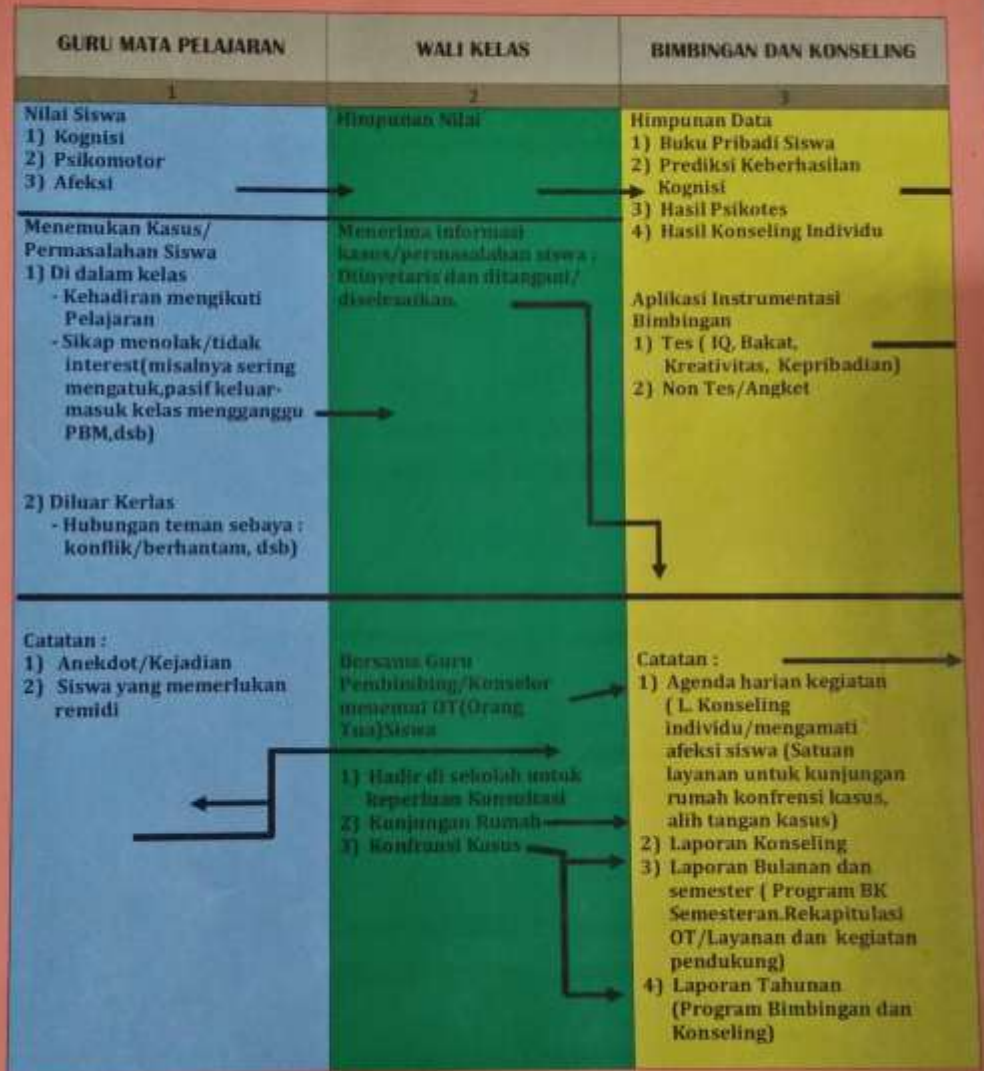 GURU MATA PELAJARAN
WALI KELAS
BIMBINGAN DAN KONSELING
1
2
3
Nilai Siswa
1) Kognisi
2) Psikomotor
3) Afeksi
Menemukan Kasus/
Permasalahan Siswa
1) Di dalam kelas
- Kehadiran mengikuti
Pelajaran
- Sikap menolak/tidak
interest(misalnya sering
mengatuk,pasif keluar-
masuk kelas mengganggu
PBM,dsb)
2) Diluar Kerlas
- Hubungan teman sebaya :
konflik/berhantam, dsb)
Catatan :
1) Anekdot/Kejadian
2) Siswa yang memerlukan
remidi
Himpunan Nilai
Menerima informasi
kasus/permasalahan siswa :
Diinvetaris dan ditangani/
diselesaikan.
Bersama Guru
Pembimbing/Konselor
menemui OT(Orang
Tua)Siswa
1) Hadir di sekolah untuk
keperluan Konsultasi
2) Kunjungan Rumah
3) Konfransi Kasus
Himpunan Data
1) Buku Pribadi Siswa
2) Prediksi Keberhasilan
Kognisi
3) Hasil Psikotes
4) Hasil Konseling Individu
Aplikasi Instrumentasi
Bimbingan
1) Tes ( IQ, Bakat,
Kreativitas, Kepribadian)
2) Non Tes/Angket
Catatan :
1) Agenda harian kegiatan
( L. Konseling
individu/mengamati
afeksi siswa (Satuan
layanan untuk kunjungan
rumah konfrensi kasus,
alih tangan kasus)
2) Laporan Konseling
3) Laporan Bulanan dan
semester ( Program BK
Semesteran.Rekapitulasi
OT/Layanan dan kegiatan
pendukung)
4) Laporan Tahunan
(Program Bimbingan dan
Konseling)